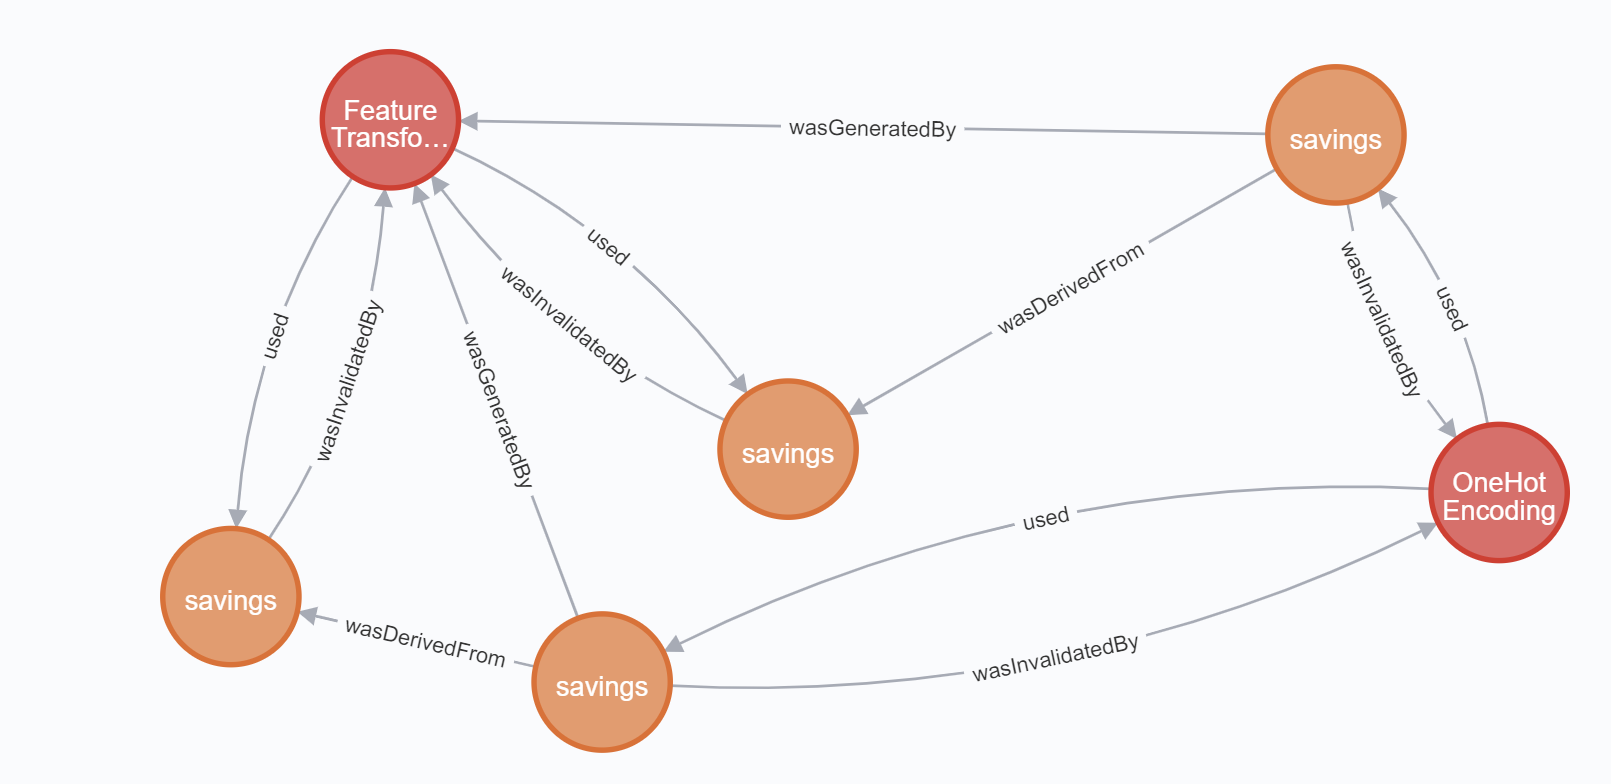 Feature
Transfo...
wasGeneratedBy
savings
used
wasInvalidatedBy
wasDerivedFrom
wasInvalidatedBy
used
used
wasInvalidatedBy
wasGeneratedBy
savings
OneHot
Encoding
used
savings
wasDerivedFrom
savings
wasInvalidatedBy